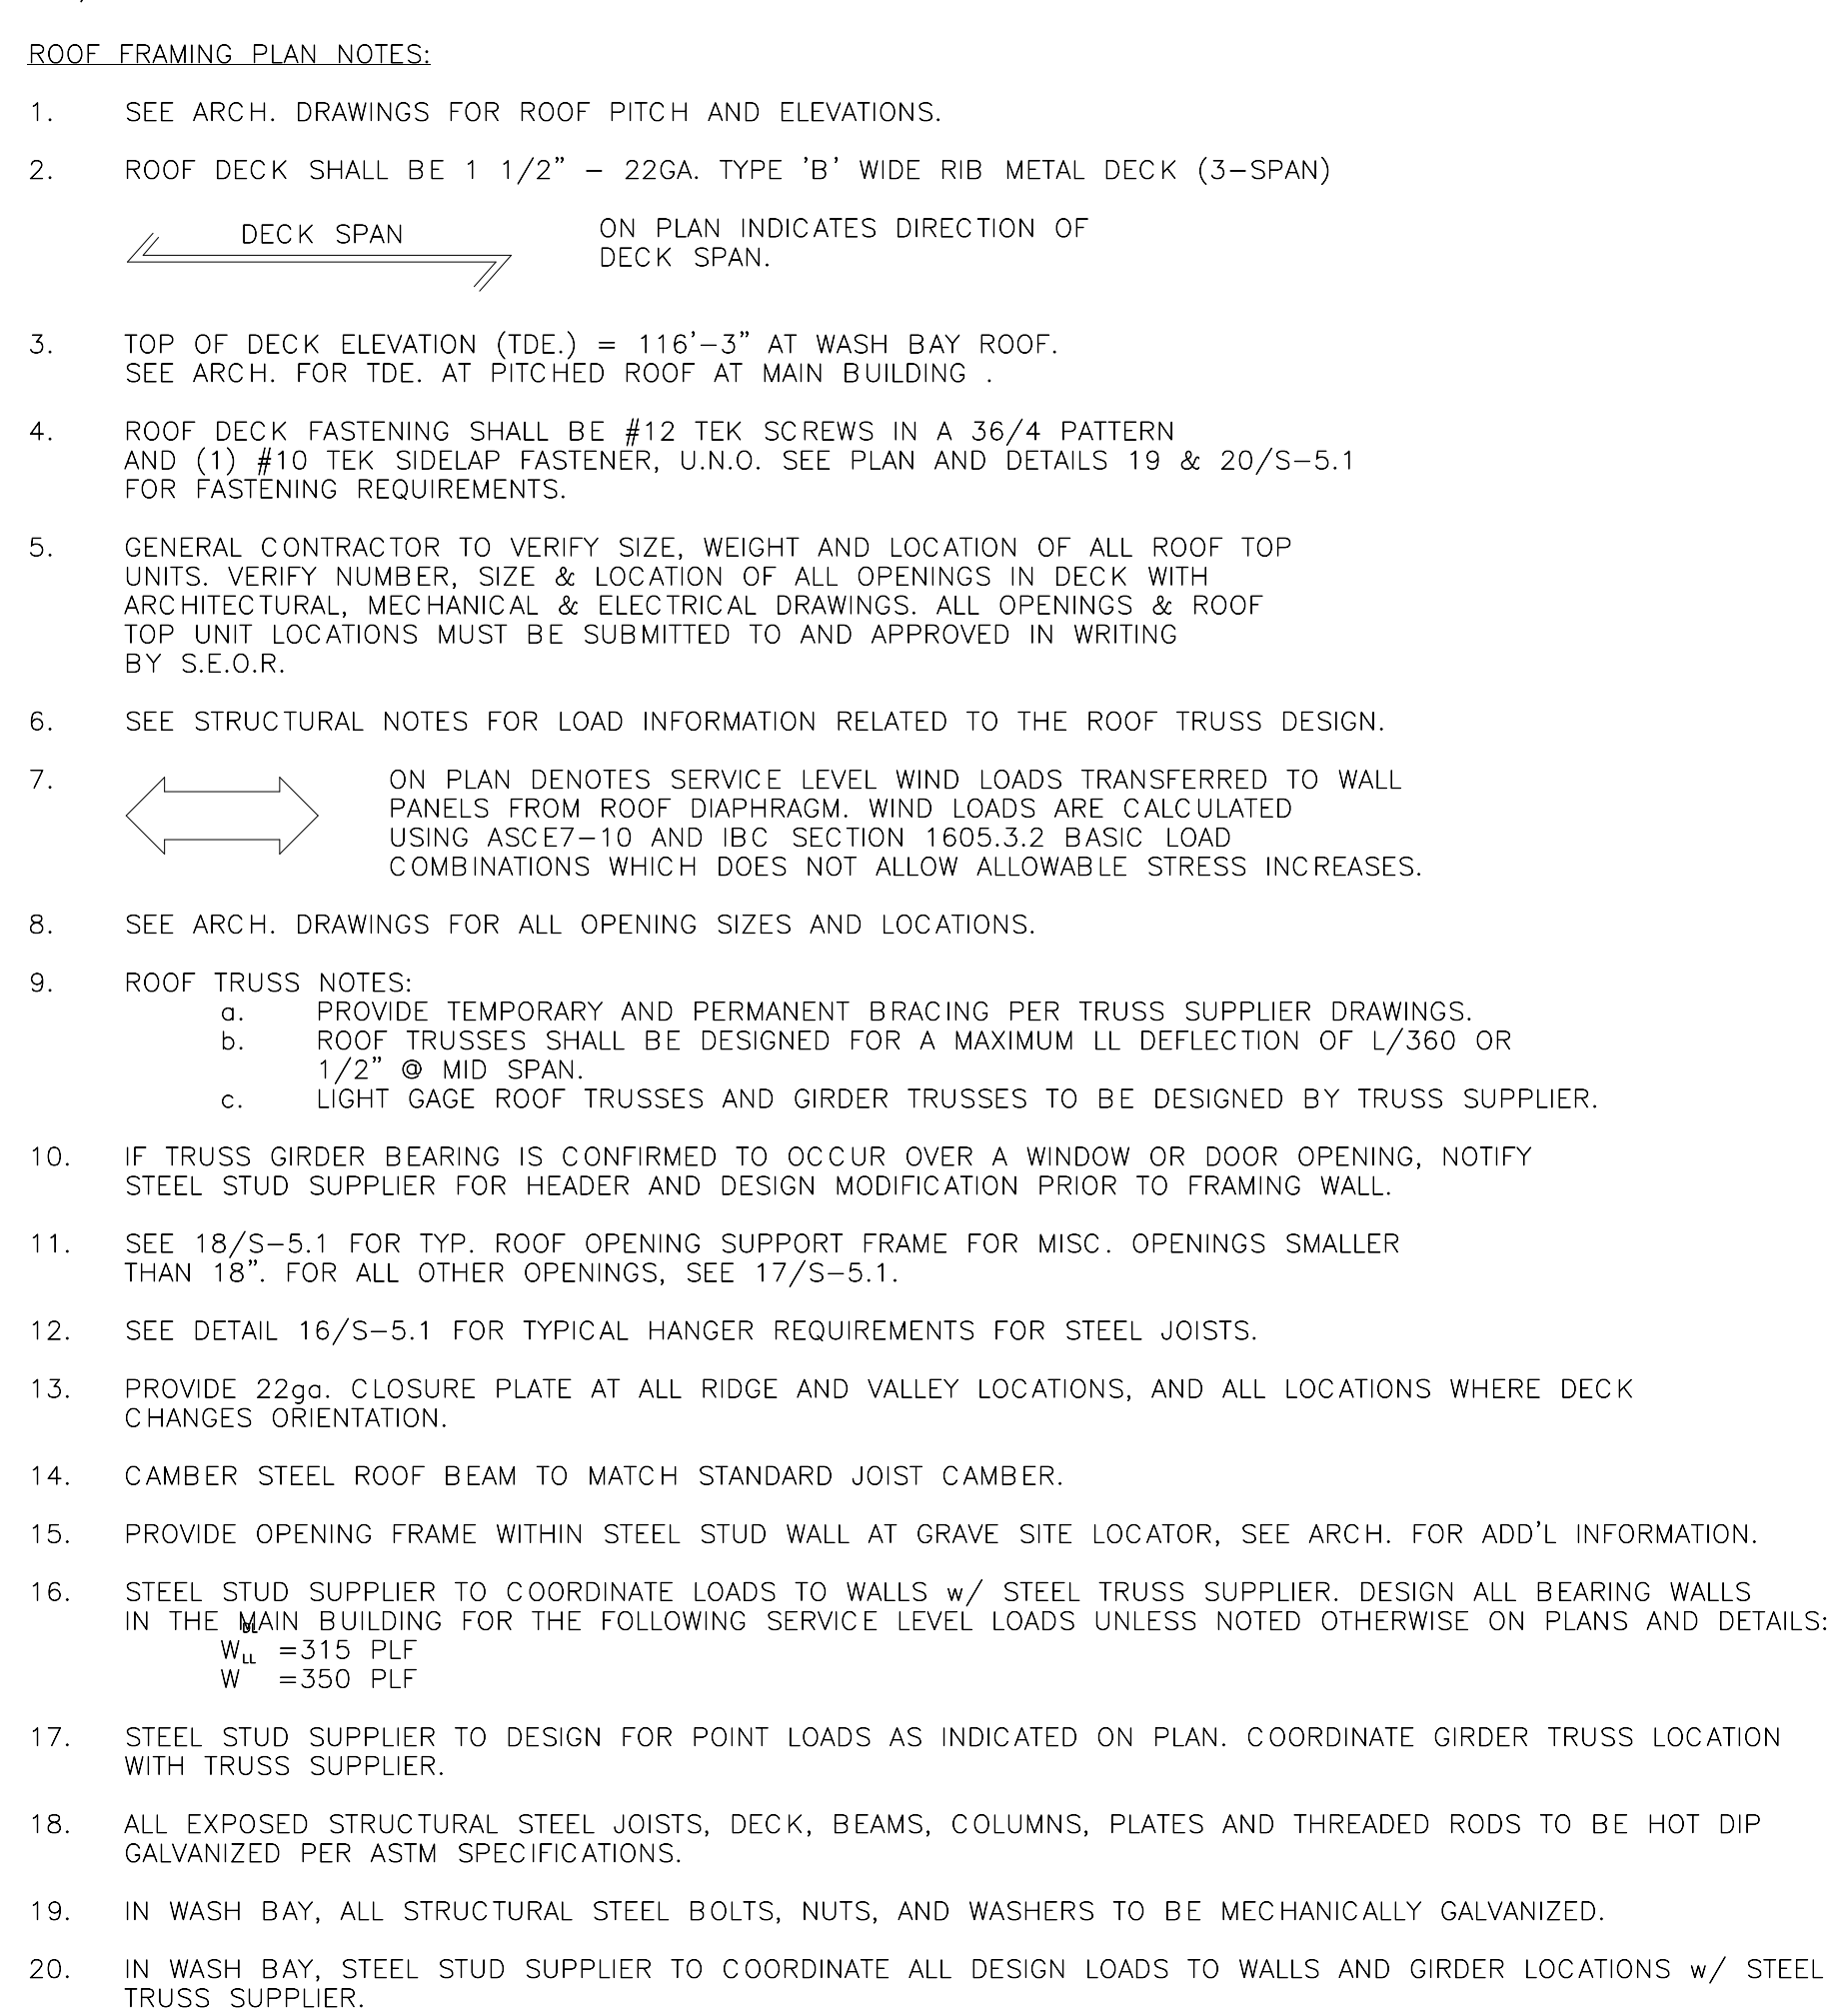 ROOF FRAMING PLAN NOTES:
1. SEE ARCH. DRAWINGS FOR ROOF PITCH AND ELEVATIONS.
2. ROOF DECK SHALL BE 1 1/2" – 22GA. TYPE 'B' WIDE RIB METAL DECK (3–SPAN)
DECK SPAN
ON PLAN INDICATES DIRECTION OF
DECK SPAN.
3. TOP OF DECK ELEVATION (TDE.) = 116'–3" AT WASH BAY ROOF.
SEE ARCH. FOR TDE. AT PITCHED ROOF AT MAIN BUILDING .
4. ROOF DECK FASTENING SHALL BE #12 TEK SCREWS IN A 36/4 PATTERN
AND (1) #10 TEK SIDELAP FASTENER, U.N.O. SEE PLAN AND DETAILS 19 & 20/S–5.1
FOR FASTENING REQUIREMENTS.
5. GENERAL CONTRACTOR TO VERIFY SIZE, WEIGHT AND LOCATION OF ALL ROOF TOP
UNITS. VERIFY NUMBER, SIZE & LOCATION OF ALL OPENINGS IN DECK WITH
ARCHITECTURAL, MECHANICAL & ELECTRICAL DRAWINGS. ALL OPENINGS & ROOF
TOP UNIT LOCATIONS MUST BE SUBMITTED TO AND APPROVED IN WRITING
BY S.E.O.R.
6. SEE STRUCTURAL NOTES FOR LOAD INFORMATION RELATED TO THE ROOF TRUSS DESIGN.
7. ON PLAN DENOTES SERVICE LEVEL WIND LOADS TRANSFERRED TO WALL
PANELS FROM ROOF DIAPHRAGM. WIND LOADS ARE CALCULATED
USING ASCE7–10 AND IBC SECTION 1605.3.2 BASIC LOAD
COMBINATIONS WHICH DOES NOT ALLOW ALLOWABLE STRESS INCREASES.
8. SEE ARCH. DRAWINGS FOR ALL OPENING SIZES AND LOCATIONS.
9. ROOF TRUSS NOTES:
a. PROVIDE TEMPORARY AND PERMANENT BRACING PER TRUSS SUPPLIER DRAWINGS.
b. ROOF TRUSSES SHALL BE DESIGNED FOR A MAXIMUM LL DEFLECTION OF L/360 OR
1/2" @ MID SPAN.
c. LIGHT GAGE ROOF TRUSSES AND GIRDER TRUSSES TO BE DESIGNED BY TRUSS SUPPLIER.
10. IF TRUSS GIRDER BEARING IS CONFIRMED TO OCCUR OVER A WINDOW OR DOOR OPENING, NOTIFY
STEEL STUD SUPPLIER FOR HEADER AND DESIGN MODIFICATION PRIOR TO FRAMING WALL.
11. SEE 18/S–5.1 FOR TYP. ROOF OPENING SUPPORT FRAME FOR MISC. OPENINGS SMALLER
THAN 18". FOR ALL OTHER OPENINGS, SEE 17/S–5.1.
12. SEE DETAIL 16/S–5.1 FOR TYPICAL HANGER REQUIREMENTS FOR STEEL JOISTS.
13. PROVIDE 22ga. CLOSURE PLATE AT ALL RIDGE AND VALLEY LOCATIONS, AND ALL LOCATIONS WHERE DECK
CHANGES ORIENTATION.
14. CAMBER STEEL ROOF BEAM TO MATCH STANDARD JOIST CAMBER.
15. PROVIDE OPENING FRAME WITHIN STEEL STUD WALL AT GRAVE SITE LOCATOR, SEE ARCH. FOR ADD'L INFORMATION.
16. STEEL STUD SUPPLIER TO COORDINATE LOADS TO WALLS w/ STEEL TRUSS SUPPLIER. DESIGN ALL BEARING WALLS
IN THE MAIN BUILDING FOR THE FOLLOWING SERVICE LEVEL LOADS UNLESS NOTED OTHERWISE ON PLANS AND DETAILS:
W LL =315 PLF
W =350 PLF
17. STEEL STUD SUPPLIER TO DESIGN FOR POINT LOADS AS INDICATED ON PLAN. COORDINATE GIRDER TRUSS LOCATION
WITH TRUSS SUPPLIER.
18. ALL EXPOSED STRUCTURAL STEEL JOISTS, DECK, BEAMS, COLUMNS, PLATES AND THREADED RODS TO BE HOT DIP
GALVANIZED PER ASTM SPECIFICATIONS.
19. IN WASH BAY, ALL STRUCTURAL STEEL BOLTS, NUTS, AND WASHERS TO BE MECHANICALLY GALVANIZED.
20. IN WASH BAY, STEEL STUD SUPPLIER TO COORDINATE ALL DESIGN LOADS TO WALLS AND GIRDER LOCATIONS w/ STEEL
TRUSS SUPPLIER.